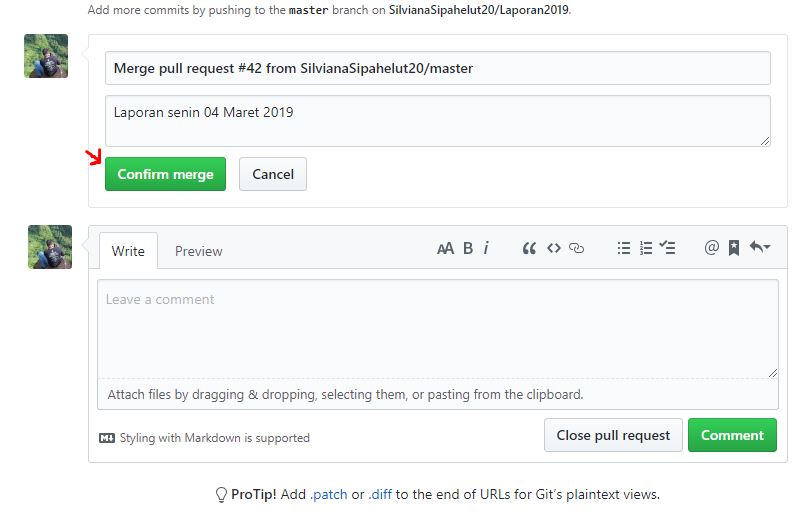 Add more commits by pushing to the master branch on SilvianaSipahelut20/Laporan2019.
Merge pull request #42 from SilvianaSipahelut20/master
Laporan senin 04 Maret 2019
Confirm merge Cancel
Write Preview AA B i
Leave a comment
Attach files by dragging & dropping, selecting them, or pasting from the clipboard.
Styling with Markdown is supported Close pull request Comment
ProTip! Add .patch or .diff to the end of URLs for Git's plaintext views.